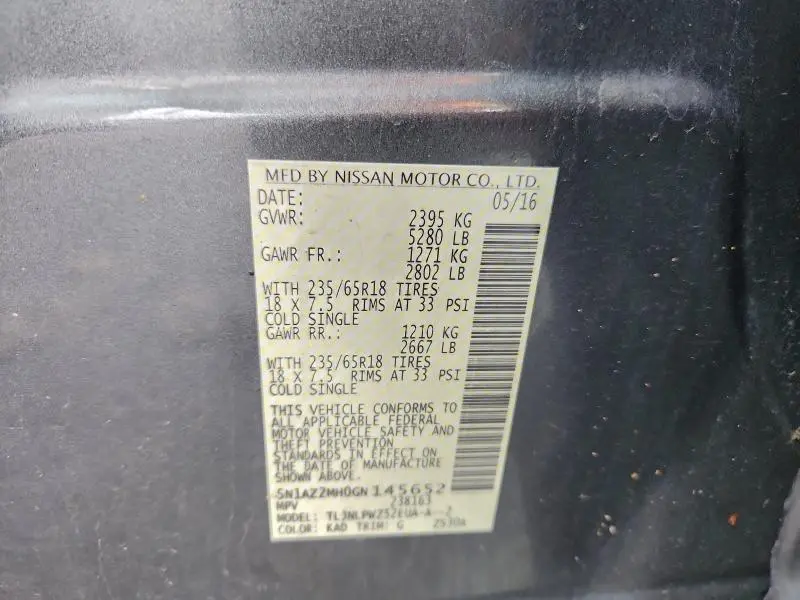 MFD BY NISSAN MOTOR CO., LTD.
DATE: 05/16
GVWR: 2395 KG
5280 LB
GAWR FR.: 1271 KG
2802 LB
WITH 235/65R18 TIRES
18 X 7.5 RIMS AT 33 PSI
COLD SINGLE
GAWR RR.: 1210 KG
2667 LB
WITH 235/65R18 TIRES
18 X 7.5 RIMS AT 33 PSI
COLD SINGLE
THIS VEHICLE CONFORMS TO
ALL APPLICABLE FEDERAL
MOTOR VEHICLE SAFETY AND
THEFT PREVENTION
STANDARDS IN EFFECT ON
THE DATE OF MANUFACTURE
SHOWN ABOVE.
5N1AZ2MH0GN145652
MPV 238163
MODEL: TLJNLPWZ52EUA-A--Z
COLOR: KAD TRIM: G Z530A